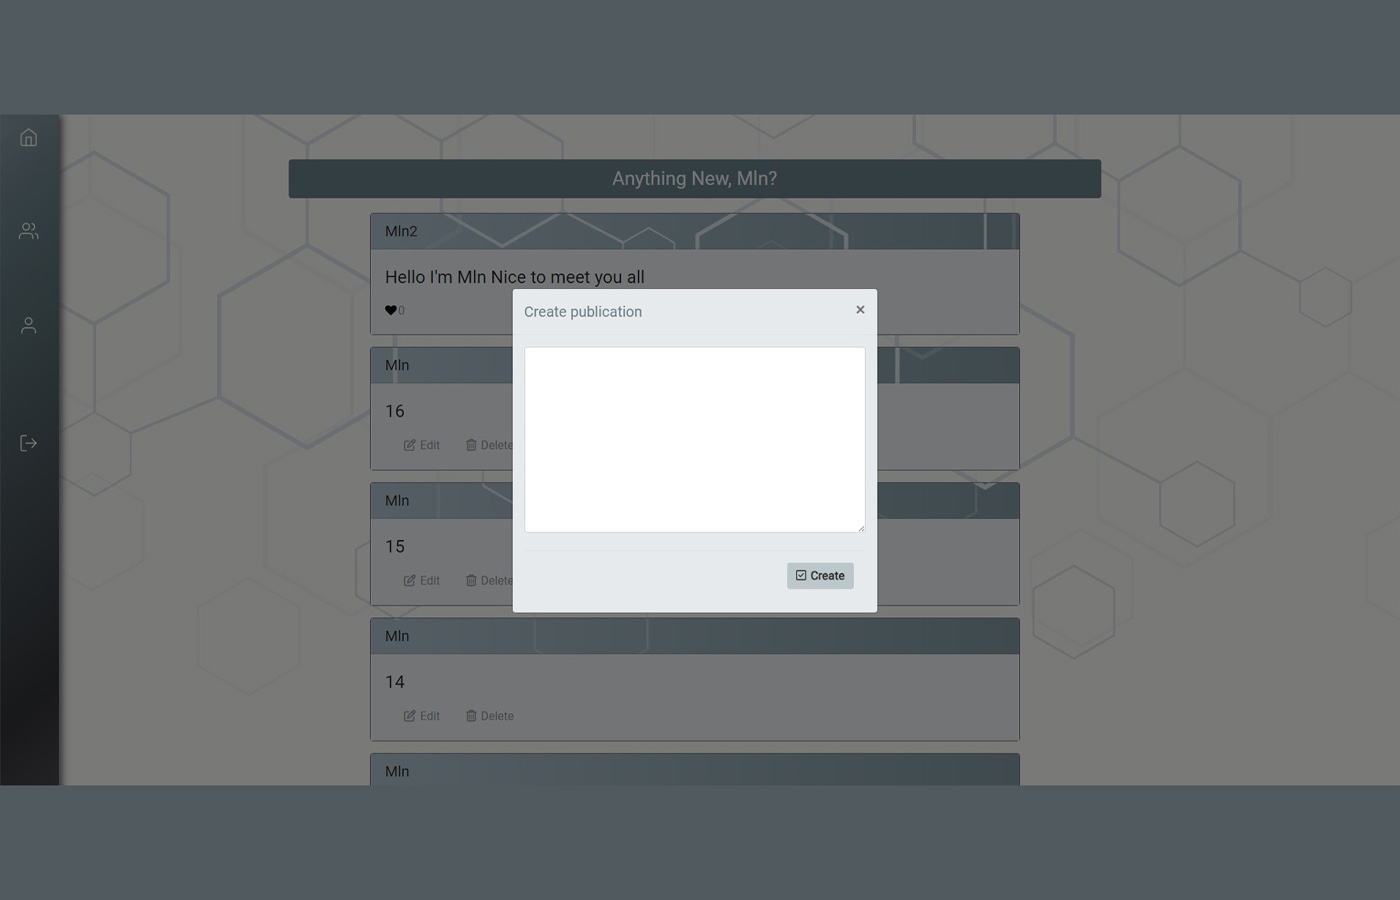 Anything New, Mln?
Mln2
Hello I'm Mln Nice to meet you all
0
Create publication
×
Mln
16
Edit Delete
Mln
15
Edit Delete
Create
Mln
14
Edit Delete
Mln